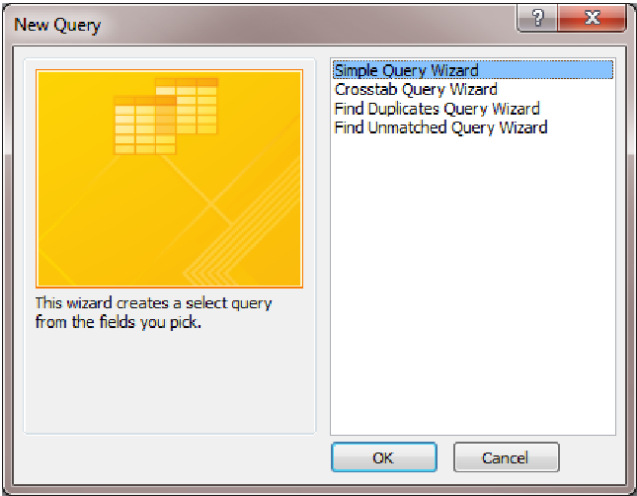 New Query
?
X
Simple Query Wizard
Crosstab Query Wizard
Find Duplicates Query Wizard
Find Unmatched Query Wizard
This wizard creates a select query
from the fields you pick.
OK
Cancel